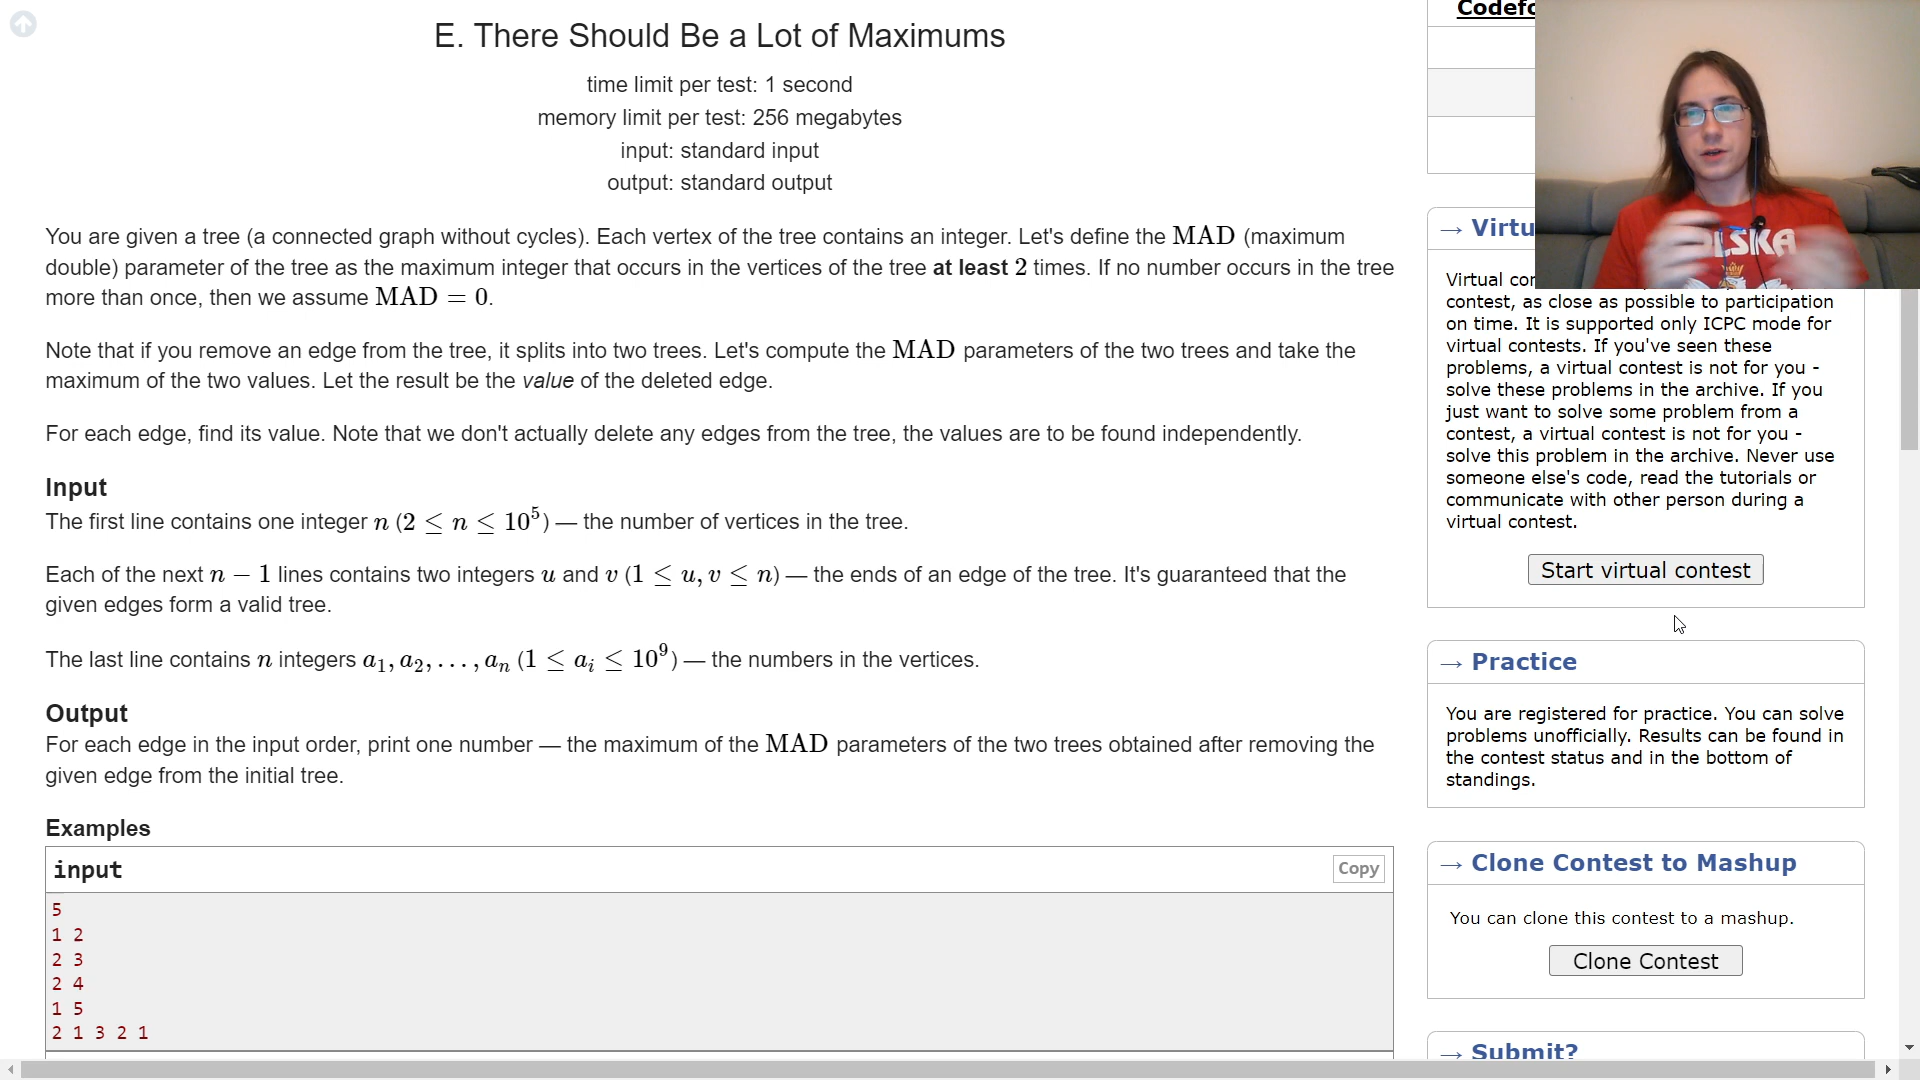 E. There Should Be a Lot of Maximums
time limit per test: 1 second
memory limit per test: 256 megabytes
input: standard input
output: standard output
You are given a tree (a connected graph without cycles). Each vertex of the tree contains an integer. Let's define the MAD (maximum
double) parameter of the tree as the maximum integer that occurs in the vertices of the tree at least 2 times. If no number occurs in the tree
more than once, then we assume MAD = 0.
Note that if you remove an edge from the tree, it splits into two trees. Let's compute the MAD parameters of the two trees and take the
maximum of the two values. Let the result be the value of the deleted edge.
For each edge, find its value. Note that we don't actually delete any edges from the tree, the values are to be found independently.
Input
The first line contains one integer n (2 ≤ n ≤ 10^5) — the number of vertices in the tree.
Each of the next n − 1 lines contains two integers u and v (1 ≤ u, v ≤ n) — the ends of an edge of the tree. It's guaranteed that the
given edges form a valid tree.
The last line contains n integers a_1, a_2, …, a_n (1 ≤ a_i ≤ 10^9) — the numbers in the vertices.
Output
For each edge in the input order, print one number — the maximum of the MAD parameters of the two trees obtained after removing the
given edge from the initial tree.
Examples
input
Copy
5
1 2
2 3
2 4
1 5
2 1 3 2 1
Codefo
→ Virtu
Virtual con
contest, as close as possible to participation
on time. It is supported only ICPC mode for
virtual contests. If you've seen these
problems, a virtual contest is not for you -
solve these problems in the archive. If you
just want to solve some problem from a
contest, a virtual contest is not for you -
solve this problem in the archive. Never use
someone else's code, read the tutorials or
communicate with other person during a
virtual contest.
Start virtual contest
→ Practice
You are registered for practice. You can solve
problems unofficially. Results can be found in
the contest status and in the bottom of
standings.
→ Clone Contest to Mashup
You can clone this contest to a mashup.
Clone Contest
→ Submit?